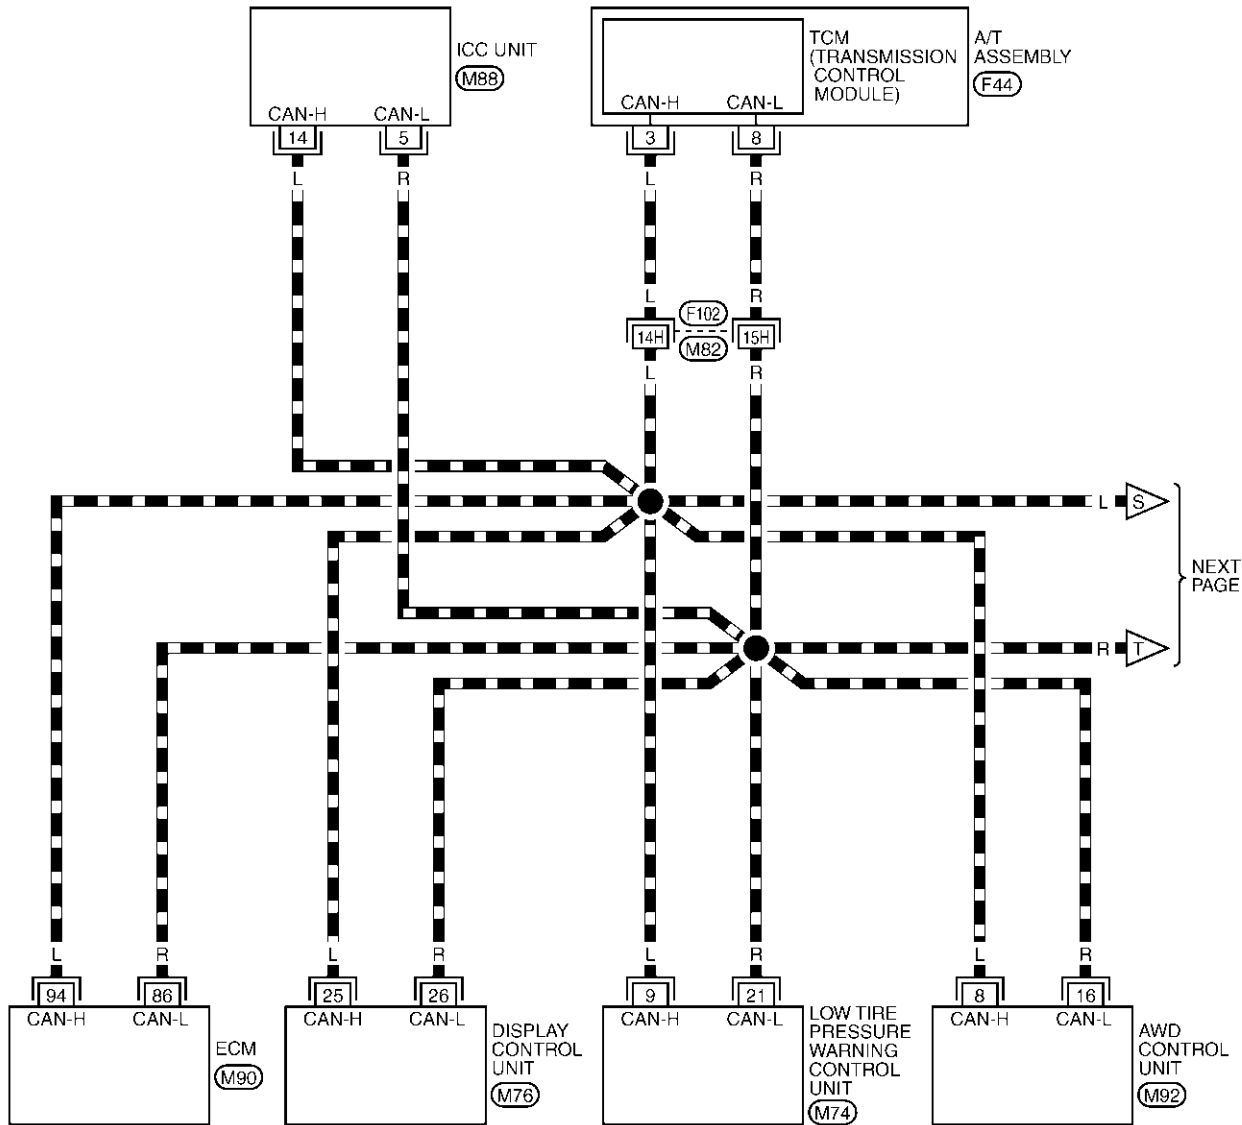 ICC UNIT
M88
CAN-H
CAN-L
14
5
L
R
TCM
(TRANSMISSION
CONTROL
MODULE)
A/T
ASSEMBLY
F44
CAN-H
CAN-L
3
8
L
R
L
R
F102
14H
15H
M82
L
R
L
S
NEXT
PAGE
R
T
L
R
L
R
L
R
L
R
94
86
25
26
9
21
8
16
CAN-H
CAN-L
ECM
M90
CAN-H
CAN-L
DISPLAY
CONTROL
UNIT
M76
CAN-H
CAN-L
LOW TIRE
PRESSURE
WARNING
CONTROL
UNIT
M74
CAN-H
CAN-L
AWD
CONTROL
UNIT
M92